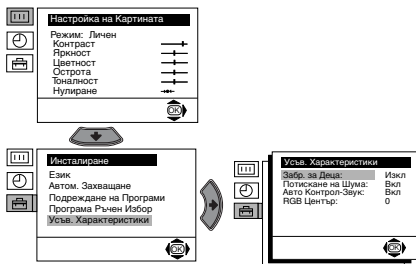 Настройка на Картината
Режим: Личен
Контраст
Яркност
Цветност
Острота
Тоналност
Нулиране
OK
Инсталиране
Език
Автом. Захващане
Подреждане на Програми
Програма Ръчен Избор
Усъв. Характеристики
OK
Усъв. Характеристики
Забр. за Деца: Изкл
Потискане на Шума: Вкл
Авто Контрол-Звук: Вкл
RGB Център: 0
OK